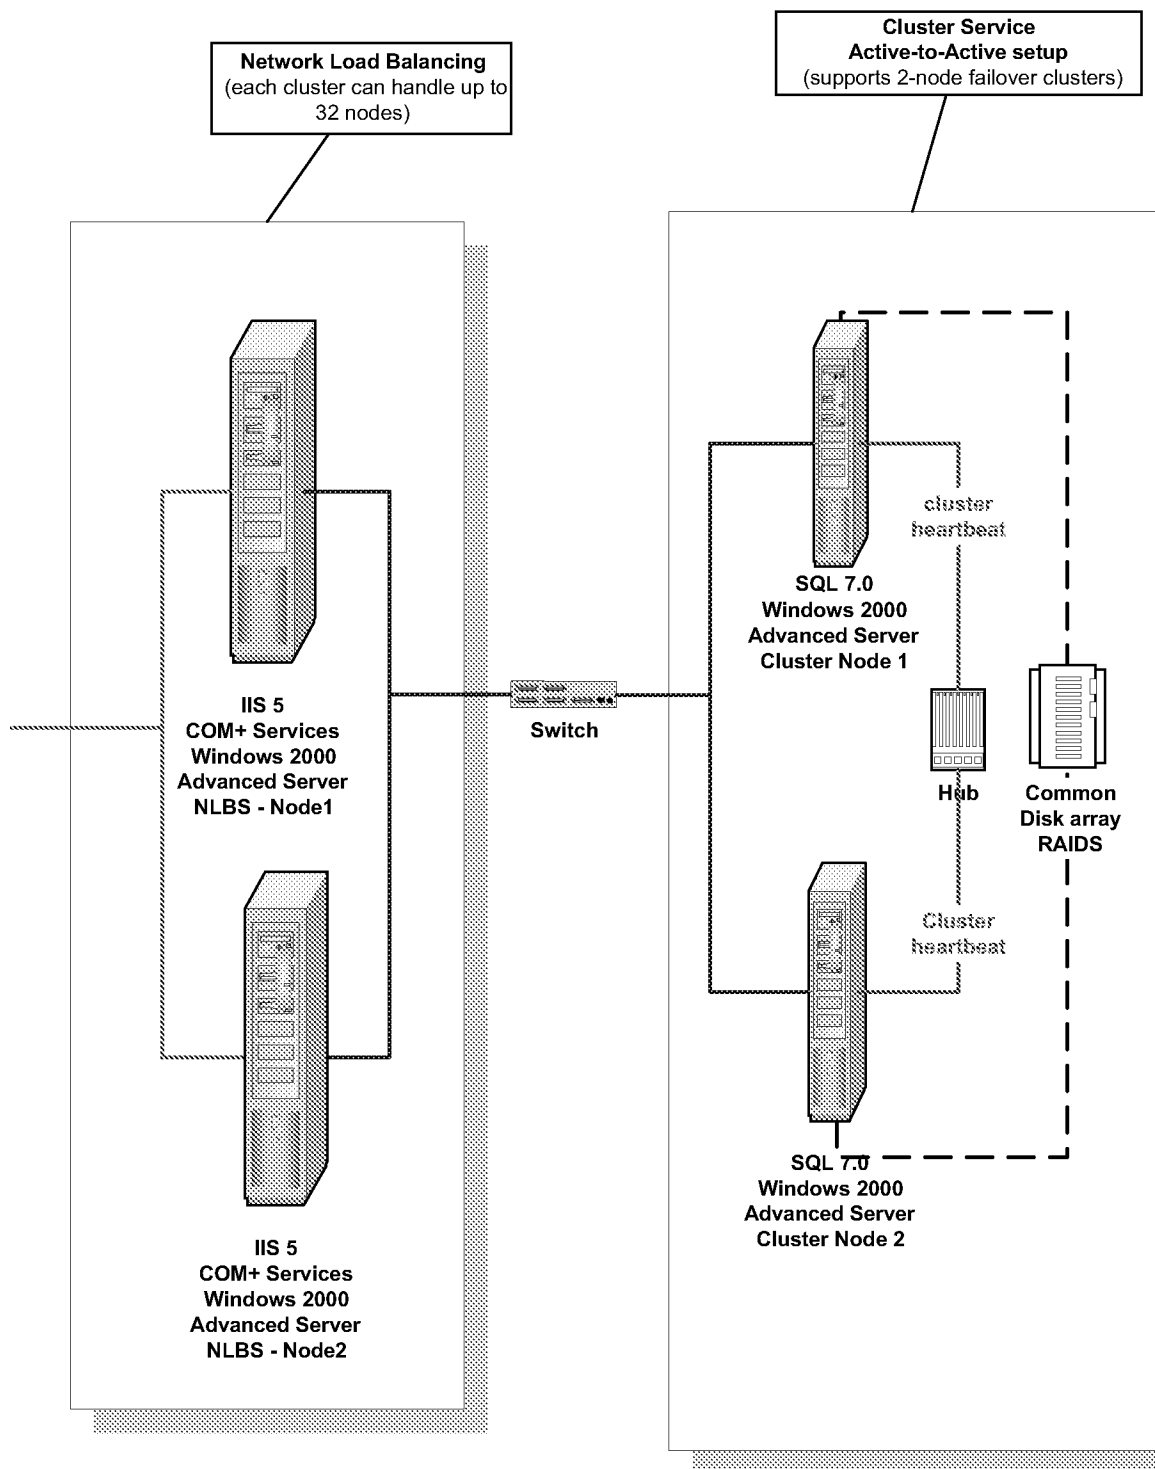 Network Load Balancing
(each cluster can handle up to
32 nodes)
Cluster Service
Active-to-Active setup
(supports 2-node failover clusters)
IIS 5
COM+ Services
Windows 2000
Advanced Server
NLBS - Node1
IIS 5
COM+ Services
Windows 2000
Advanced Server
NLBS - Node2
Switch
SQL 7.0
Windows 2000
Advanced Server
Cluster Node 1
cluster
heartbeat
Hub
Common
Disk array
RAIDS
Cluster
heartbeat
SQL 7.0
Windows 2000
Advanced Server
Cluster Node 2